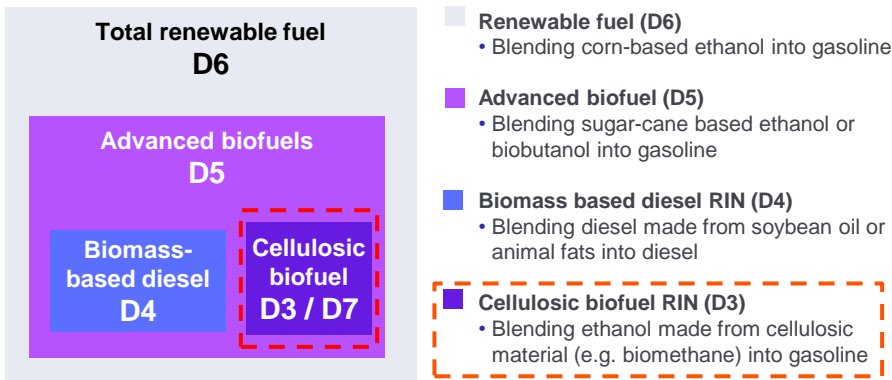 Total renewable fuel
D6
Advanced biofuels
D5
Biomass-
based diesel
D4
Cellulosic
biofuel
D3 / D7
Renewable fuel (D6)
• Blending corn-based ethanol into gasoline
Advanced biofuel (D5)
• Blending sugar-cane based ethanol or
biobutanol into gasoline
Biomass based diesel RIN (D4)
• Blending diesel made from soybean oil or
animal fats into diesel
Cellulosic biofuel RIN (D3)
• Blending ethanol made from cellulosic
material (e.g. biomethane) into gasoline